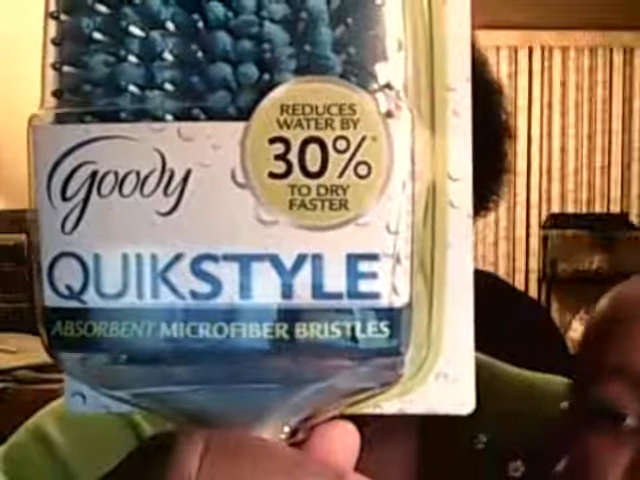 REDUCES
WATER BY
30%*
TO DRY
FASTER
goody
QUIKSTYLE
ABSORBENT MICROFIBER BRISTLES